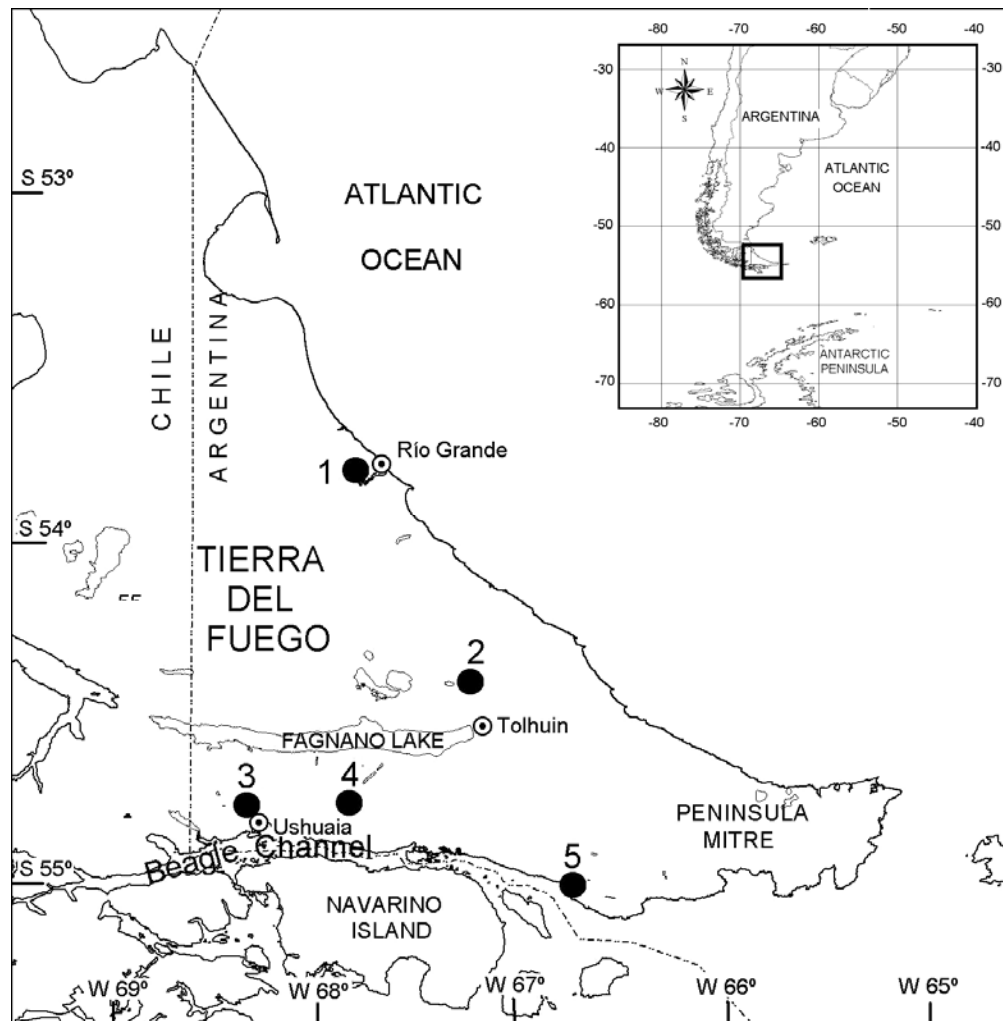 -80 -70 -60 -50 -40
-30 -30
N
W E
S
ARGENTINA
-40 -40
ATLANTIC
OCEAN
-50 -50
-60 -60
ANTARCTIC
PENINSULA
-70 -70
-80 -70 -60 -50 -40
S 53º
ATLANTIC
OCEAN
CHILE
ARGENTINA
1
Río Grande
S 54º
TIERRA
DEL
FUEGO
2
Tolhuin
FAGNANO LAKE
3
4
Ushuaia
Beagle Channel
PENINSULA
MITRE
5
S 55º
NAVARINO
ISLAND
W 69º W 68º W 67º W 66º W 65º